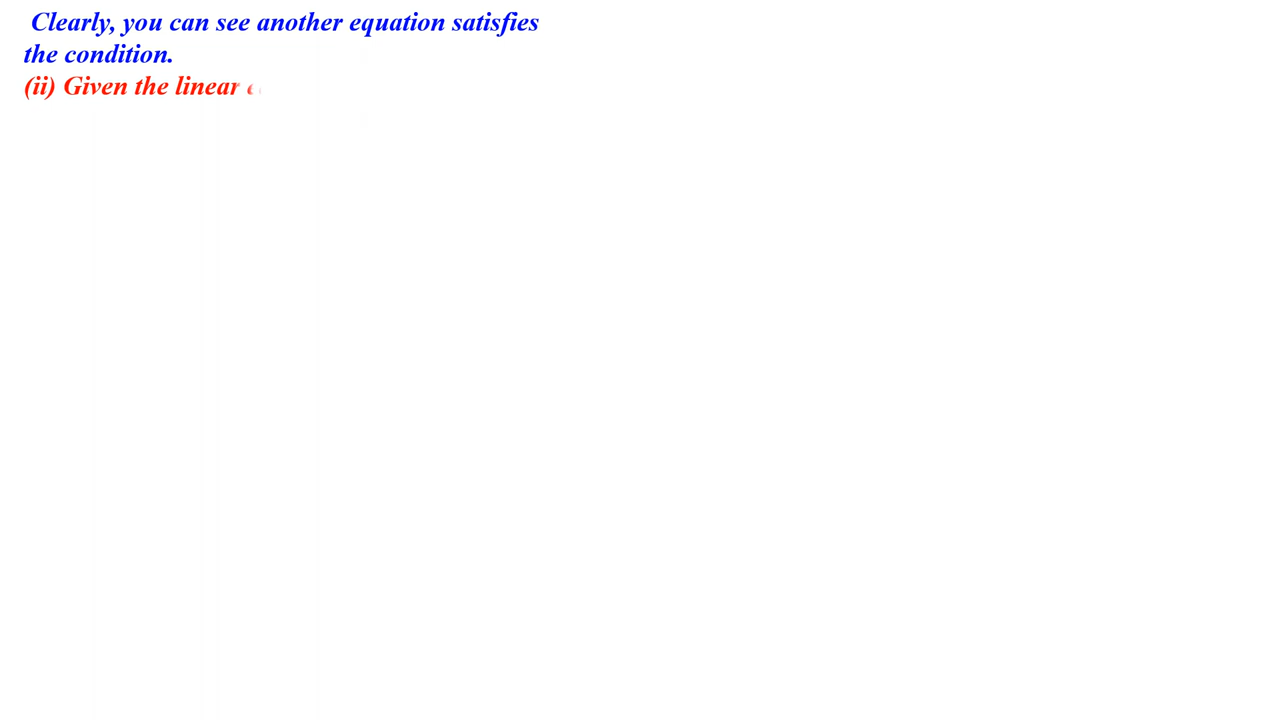 Clearly, you can see another equation satisfies
the condition.
(ii) Given the linear